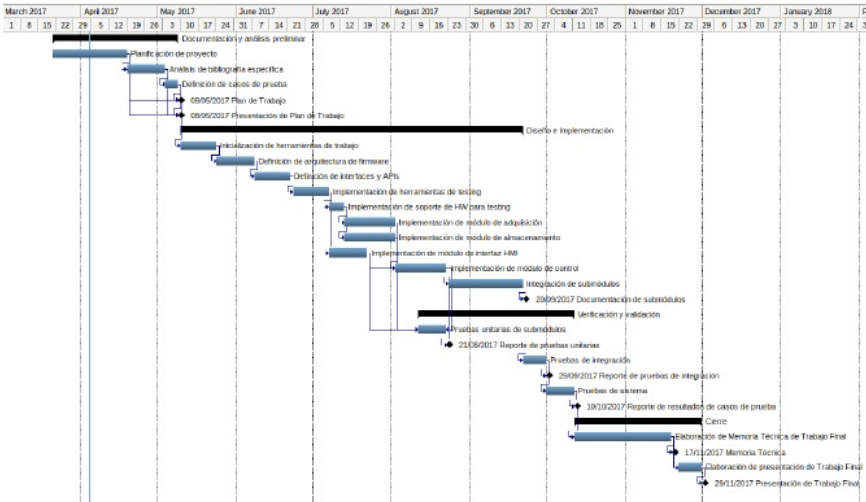 March 2017 April 2017 May 2017 June 2017 July 2017 August 2017 September 2017 October 2017 November 2017 December 2017 January 2018
1 8 15 22 29 5 12 19 26 3 10 17 24 31 7 14 21 28 5 12 19 26 2 9 16 23 30 6 13 20 27 4 11 18 25 1 8 15 22 29 6 13 20 27 3 10 17 24
Documentación y análisis preliminar
Planificación de proyecto
Análisis de bibliografía específica
Definición de casos de prueba
08/05/2017 Plan de Trabajo
08/05/2017 Presentación de Plan de Trabajo
Diseño e Implementación
Inicialización de herramientas de trabajo
Definición de arquitectura de firmware
Definición de interfaces y APIs
Implementación de herramientas de testing
Implementación de soporte de HW para testing
Implementación de módulo de adquisición
Implementación de módulo de almacenamiento
Implementación de módulo de interfaz HMI
Implementación de módulo de control
Integración de submódulos
20/09/2017 Documentación de submódulos
Verificación y validación
Pruebas unitarias de submódulos
21/08/2017 Reporte de pruebas unitarias
Pruebas de integración
29/09/2017 Reporte de pruebas de integración
Pruebas de sistema
10/10/2017 Reporte de resultados de casos de prueba
Cierre
Elaboración de Memoria Técnica de Trabajo Final
17/11/2017 Memoria Técnica
Elaboración de presentación de Trabajo Final
29/11/2017 Presentación de Trabajo Final